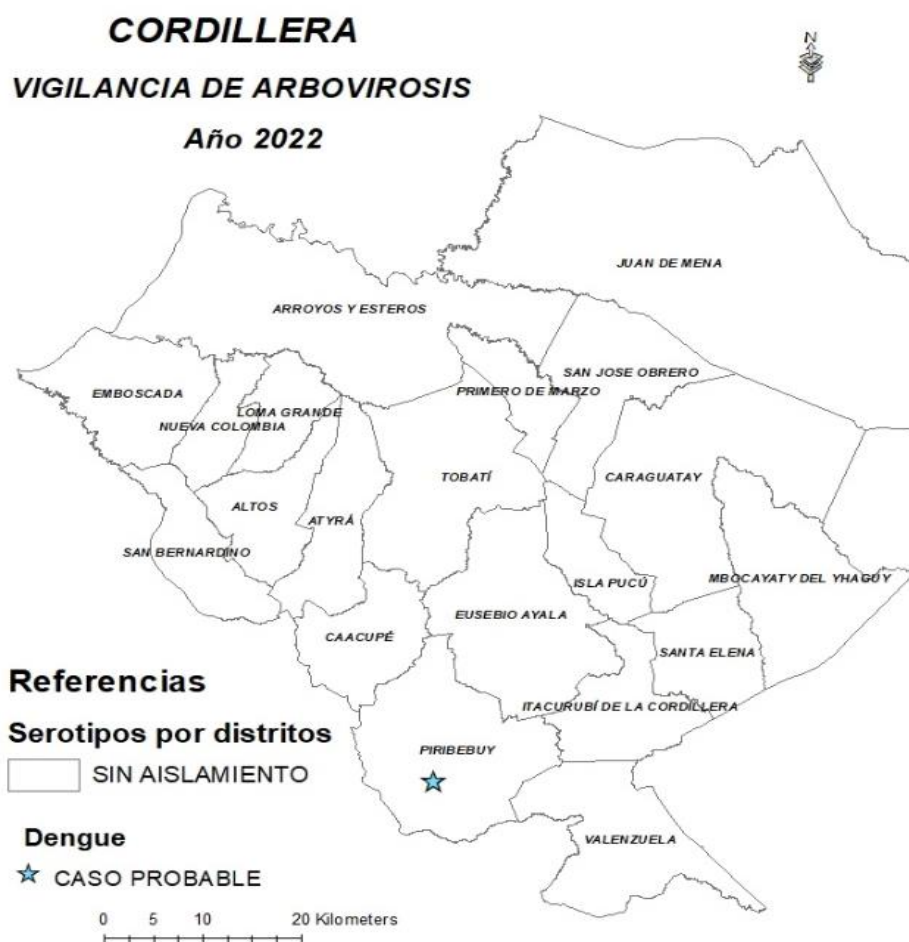 CORDILLERA
VIGILANCIA DE ARBOVIROSIS
Año 2022
N
JUAN DE MENA
ARROYOS Y ESTEROS
SAN JOSE OBRERO
EMBOSCADA
PRIMERO DE MARZO
LOMA GRANDE
NUEVA COLOMBIA
TOBATÍ
CARAGUATAY
ALTOS
ATYRÁ
SAN BERNARDINO
ISLA PUCÚ
MBOCAYATY DEL YHAGUY
EUSEBIO AYALA
CAACUPÉ
SANTA ELENA
ITACURUBÍ DE LA CORDILLERA
PIRIBEBUY
VALENZUELA
Referencias
Serotipos por distritos
SIN AISLAMIENTO
Dengue
CASO PROBABLE
0 5 10 20 Kilometers